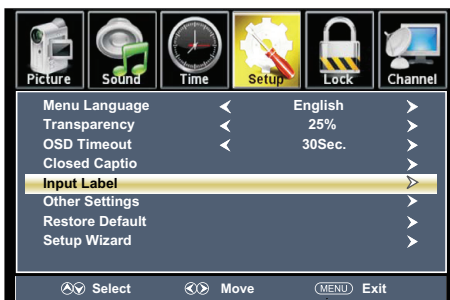 Picture Sound Time Setup Lock Channel
Menu Language English
Transparency 25%
OSD Timeout 30Sec.
Closed Captio
Input Label
Other Settings
Restore Default
Setup Wizard
Select Move MENU Exit